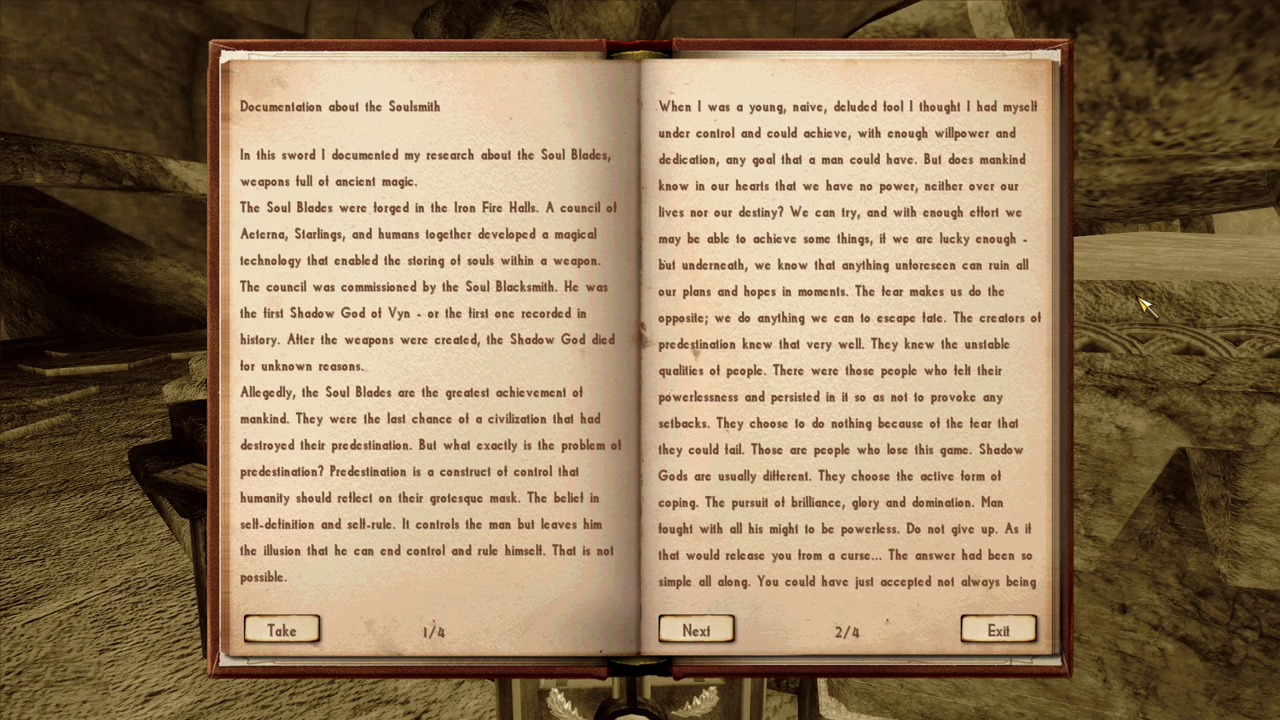 Documentation about the Soulsmith
In this sword I documented my research about the Soul Blades,
weapons full of ancient magic.
The Soul Blades were forged in the Iron Fire Halls. A council of
Aeterna, Starlings, and humans together developed a magical
technology that enabled the storing of souls within a weapon.
The council was commissioned by the Soul Blacksmith. He was
the first Shadow God of Vyn - or the first one recorded in
history. After the weapons were created, the Shadow God died
for unknown reasons.
Allegedly, the Soul Blades are the greatest achievement of
mankind. They were the last chance of a civilization that had
destroyed their predestination. But what exactly is the problem of
predestination? Predestination is a construct of control that
humanity should reflect on their grotesque mask. The belief in
self-definition and self-rule. It controls the man but leaves him
the illusion that he can end control and rule himself. That is not
possible.
Take
1/4
When I was a young, naive, deluded fool I thought I had myself
under control and could achieve, with enough willpower and
dedication, any goal that a man could have. But does mankind
know in our hearts that we have no power, neither over our
lives nor our destiny? We can try, and with enough effort we
may be able to achieve some things, if we are lucky enough -
but underneath, we know that anything unforeseen can ruin all
our plans and hopes in moments. The fear makes us do the
opposite; we do anything we can to escape fate. The creators of
predestination knew that very well. They knew the unstable
qualities of people. There were those people who felt their
powerlessness and persisted in it so as not to provoke any
setbacks. They choose to do nothing because of the fear that
they could fail. Those are people who lose this game. Shadow
Gods are usually different. They choose the active form of
coping. The pursuit of brilliance, glory and domination. Man
fought with all his might to be powerless. Do not give up. As if
that would release you from a curse... The answer had been so
simple all along. You could have just accepted not always being
Next
2/4
Exit